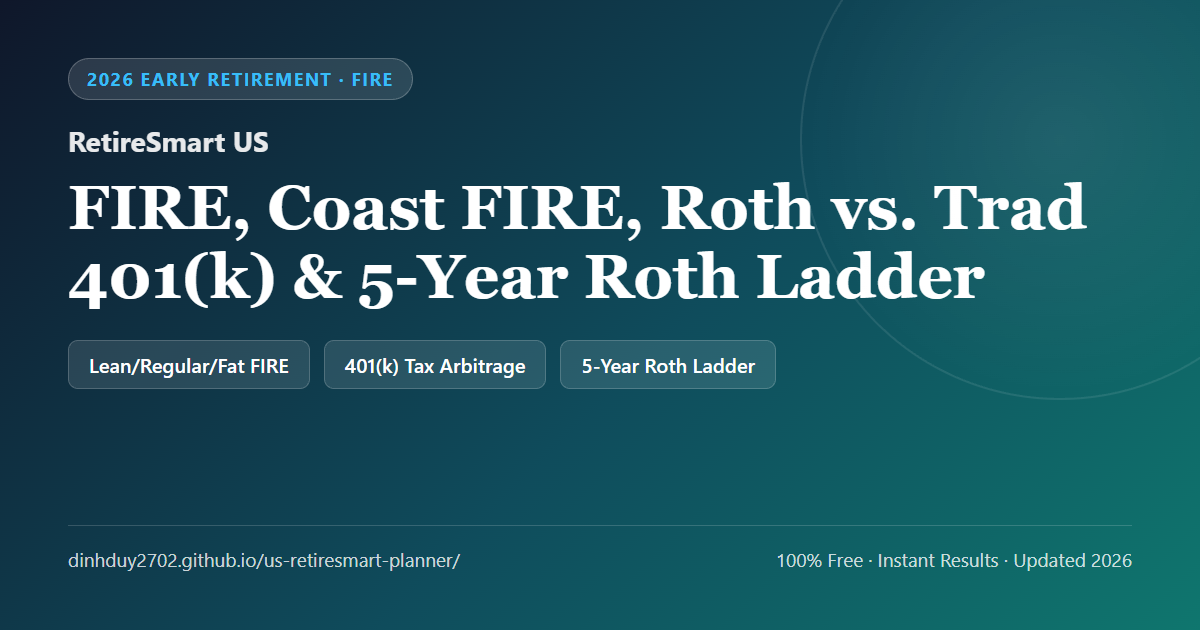 2026 EARLY RETIREMENT · FIRE
RetireSmart US
FIRE, Coast FIRE, Roth vs. Trad
401(k) & 5-Year Roth Ladder
Lean/Regular/Fat FIRE
401(k) Tax Arbitrage
5-Year Roth Ladder
dinhduy2702.github.io/us-retiresmart-planner/
100% Free · Instant Results · Updated 2026